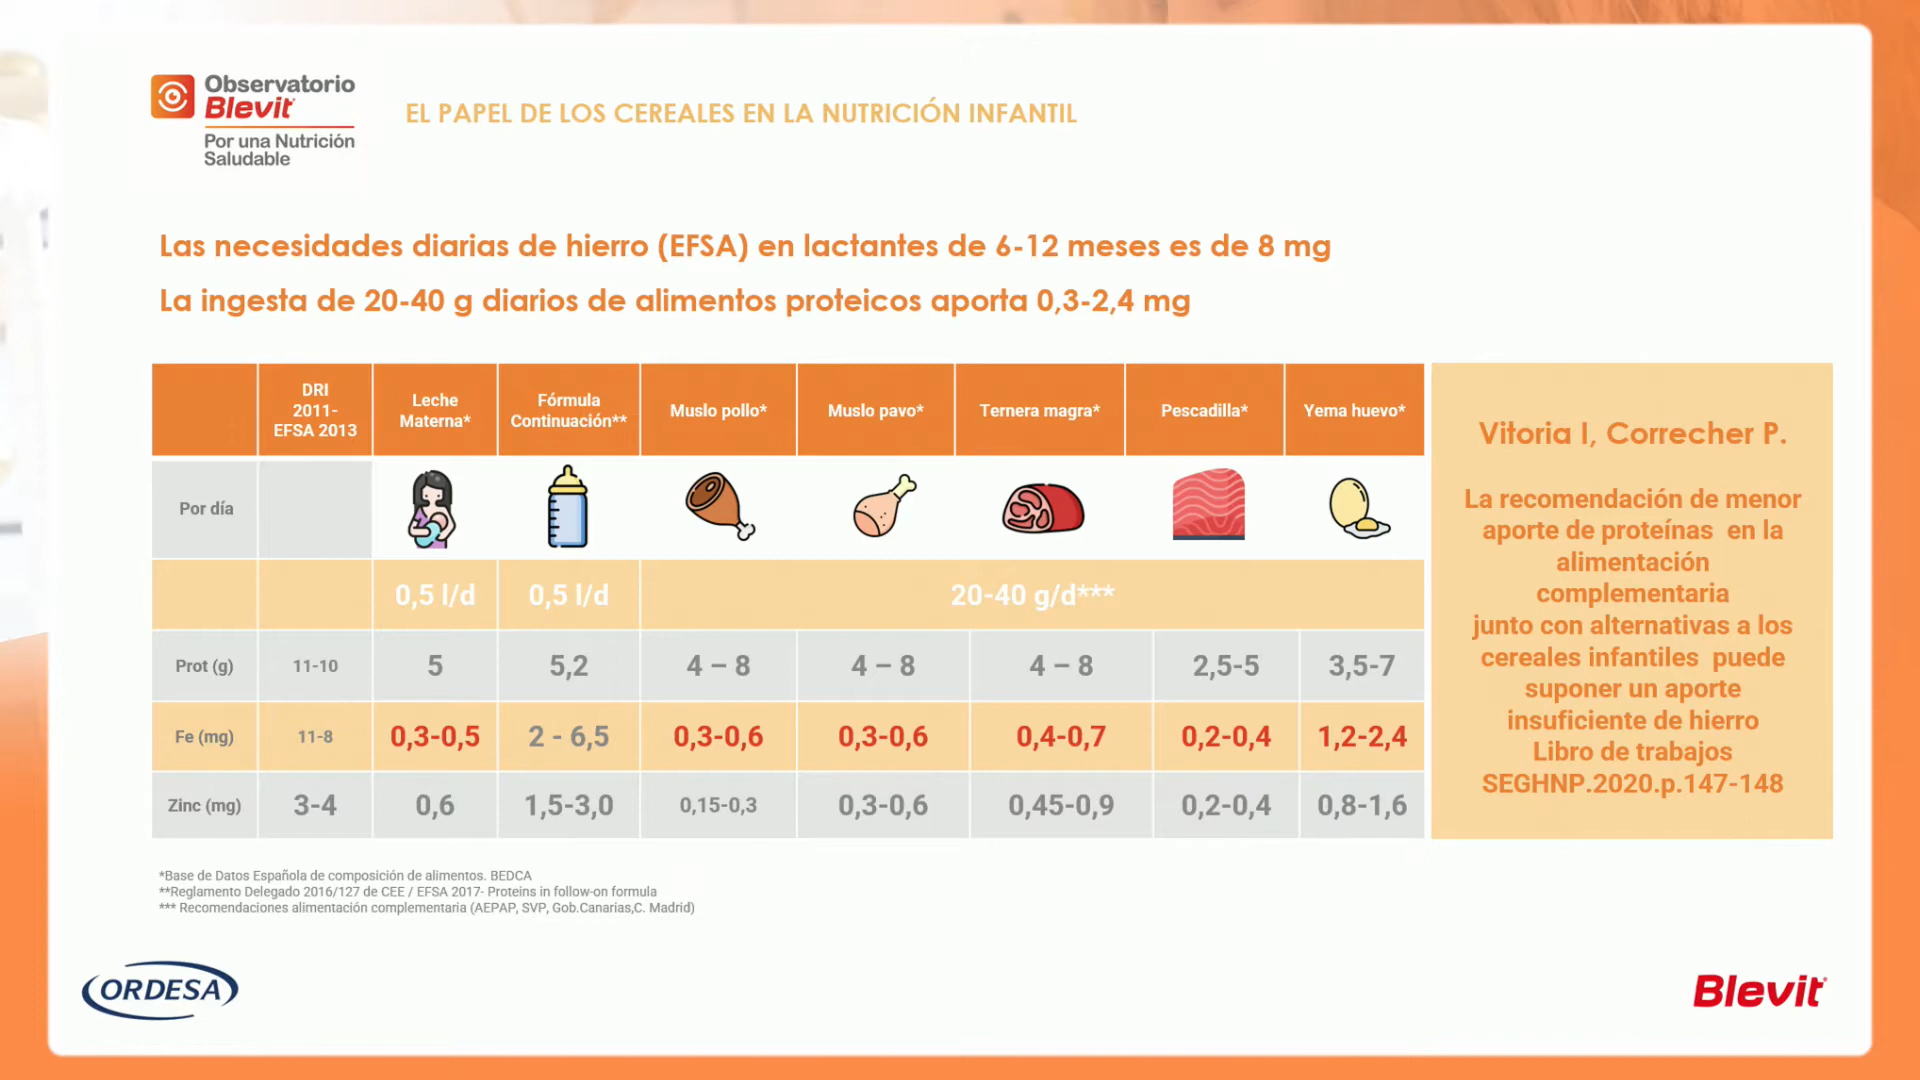 Observatorio
Blevit
Por una Nutrición
Saludable
EL PAPEL DE LOS CEREALES EN LA NUTRICIÓN INFANTIL
Las necesidades diarias de hierro (EFSA) en lactantes de 6-12 meses es de 8 mg
La ingesta de 20-40 g diarios de alimentos proteicos aporta 0,3-2,4 mg
DRI
2011-
EFSA 2013
Leche
Materna*
Fórmula
Continuación**
Muslo pollo*
Muslo pavo*
Ternera magra*
Pescadilla*
Yema huevo*
Por día
0,5 l/d
0,5 l/d
20-40 g/d***
Prot (g)
11-10
5
5,2
4 – 8
4 – 8
4 – 8
2,5-5
3,5-7
Fe (mg)
11-8
0,3-0,5
2 - 6,5
0,3-0,6
0,3-0,6
0,4-0,7
0,2-0,4
1,2-2,4
Zinc (mg)
3-4
0,6
1,5-3,0
0,15-0,3
0,3-0,6
0,45-0,9
0,2-0,4
0,8-1,6
Vitoria I, Correcher P.
La recomendación de menor
aporte de proteínas en la
alimentación
complementaria
junto con alternativas a los
cereales infantiles puede
suponer un aporte
insuficiente de hierro
Libro de trabajos
SEGHNP.2020.p.147-148
*Base de Datos Española de composición de alimentos. BEDCA
**Reglamento Delegado 2016/127 de CEE / EFSA 2017- Proteins in follow-on formula
*** Recomendaciones alimentación complementaria (AEPAP, SVP, Gob.Canarias,C. Madrid)
ORDESA
Blevit